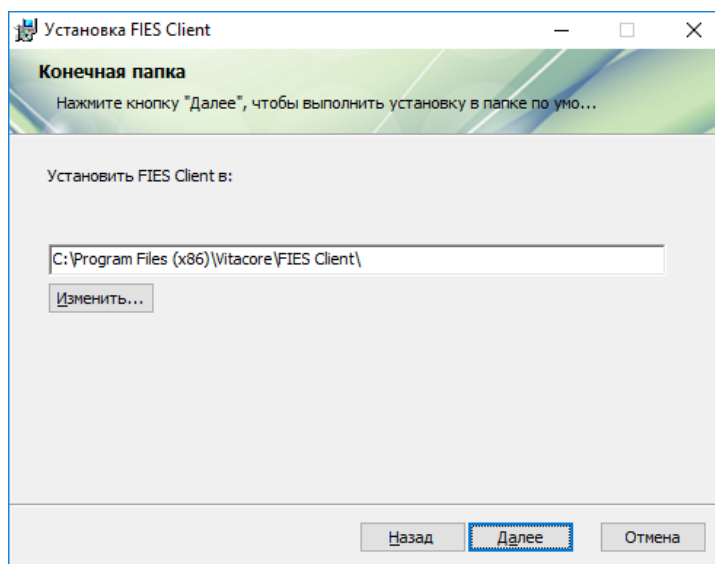 Установка FIES Client
Конечная папка
Нажмите кнопку "Далее", чтобы выполнить установку в папке по умо...
Установить FIES Client в:
C:\Program Files (x86)\Vitacore\FIES Client\
Изменить...
Назад
Далее
Отмена